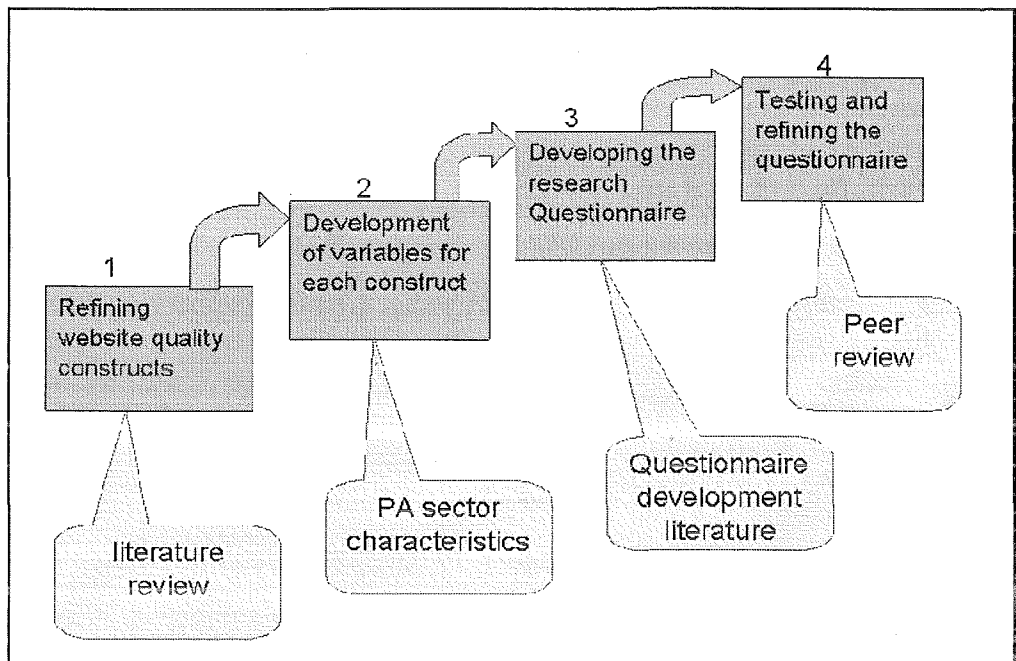 1
Refining
website quality
constructs
literature
review
2
Development
of variables for
each construct
PA sector
characteristics
3
Developing the
research
Questionnaire
Questionnaire
development
literature
4
Testing and
refining the
questionnaire
Peer
review